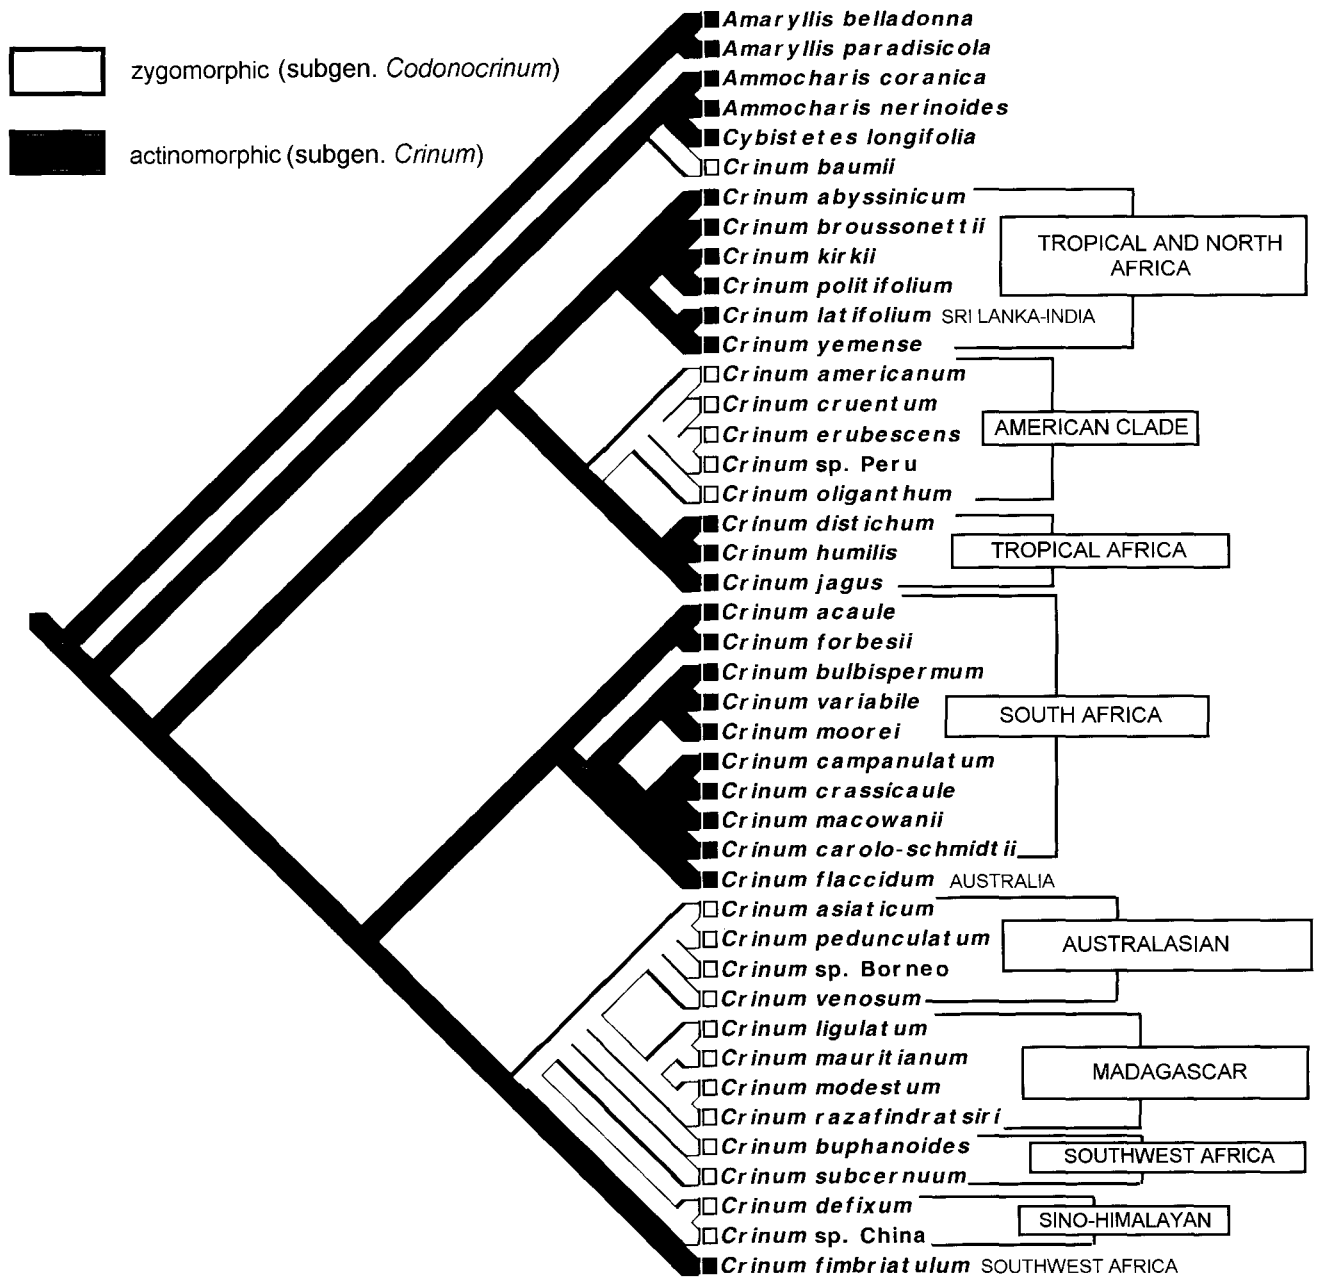 zygomorphic (subgen. Codonocrinum)
actinomorphic (subgen. Crinum)
Amaryllis belladonna
Amaryllis paradisicola
Ammocharis coranica
Ammocharis nerinoides
Cybistetes longifolia
Crinum baumii
Crinum abyssinicum
Crinum broussonettii
Crinum kirkii
Crinum politifolium
Crinum latifolium SRI LANKA-INDIA
Crinum yemense
TROPICAL AND NORTH
AFRICA
Crinum americanum
Crinum cruentum
Crinum erubescens
Crinum sp. Peru
Crinum oliganthum
AMERICAN CLADE
Crinum distichum
Crinum humilis
Crinum jagus
TROPICAL AFRICA
Crinum acaule
Crinum forbesii
Crinum bulbispermum
Crinum variabile
Crinum moorei
Crinum campanulatum
Crinum crassicaule
Crinum macowanii
Crinum carolo-schmidtii
SOUTH AFRICA
Crinum flaccidum AUSTRALIA
Crinum asiaticum
Crinum pedunculatum
Crinum sp. Borneo
Crinum venosum
AUSTRALASIAN
Crinum ligulatum
Crinum mauritianum
Crinum modestum
Crinum razafindratsiri
MADAGASCAR
Crinum buphanoides
Crinum subcernuum
SOUTHWEST AFRICA
Crinum defixum
Crinum sp. China
SINO-HIMALAYAN
Crinum fimbriatulum SOUTHWEST AFRICA